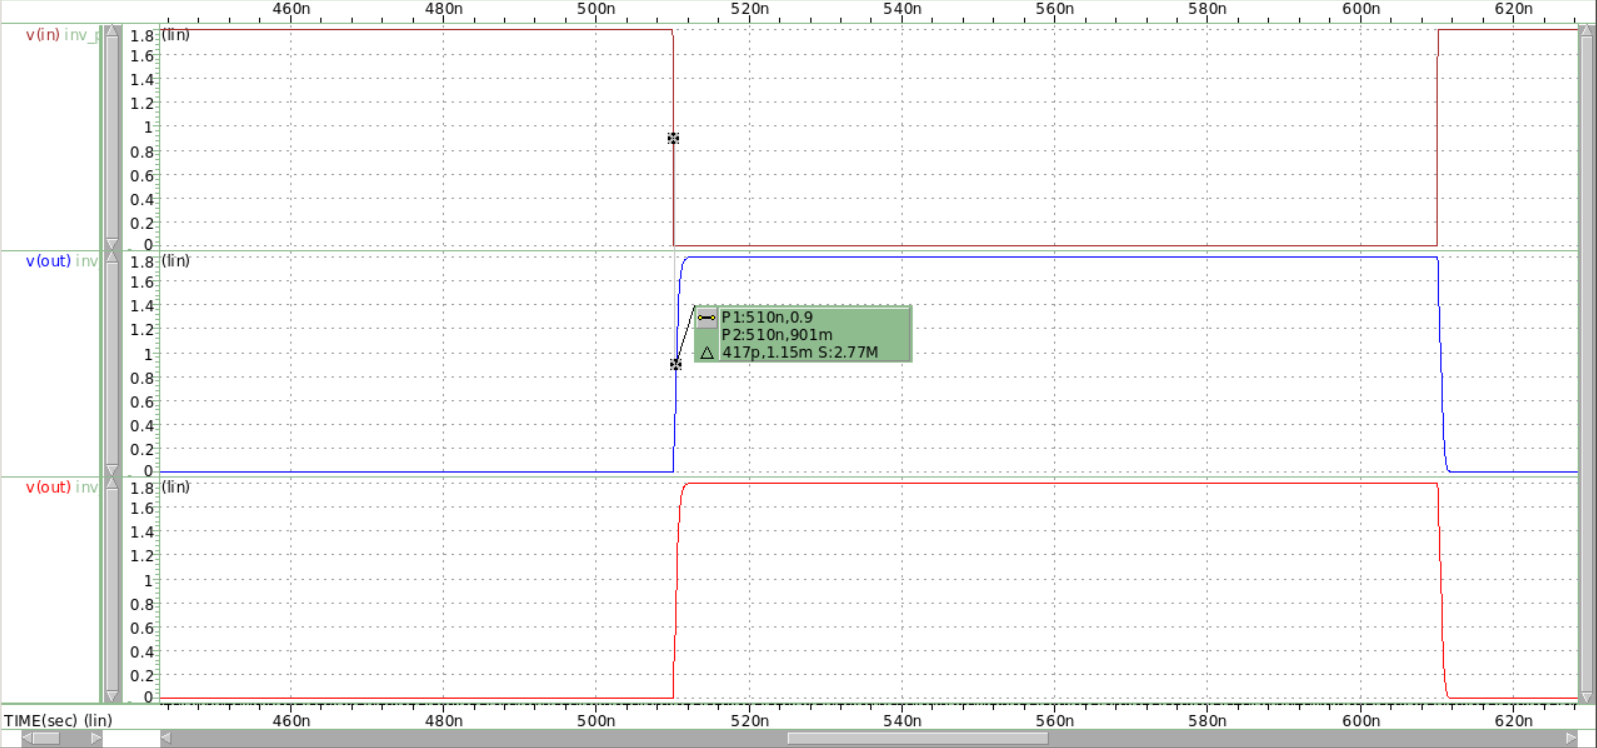 460n 480n 500n 520n 540n 560n 580n 600n 620n
v(in) inv_p
1.8 (lin)
1.6
1.4
1.2
1
0.8
0.6
0.4
0.2
0
v(out) inv
1.8 (lin)
1.6
1.4
1.2
1
0.8
0.6
0.4
0.2
0
P1:510n,0.9
P2:510n,901m
△ 417p,1.15m S:2.77M
v(out) inv
1.8 (lin)
1.6
1.4
1.2
1
0.8
0.6
0.4
0.2
0
TIME(sec) (lin)
460n 480n 500n 520n 540n 560n 580n 600n 620n